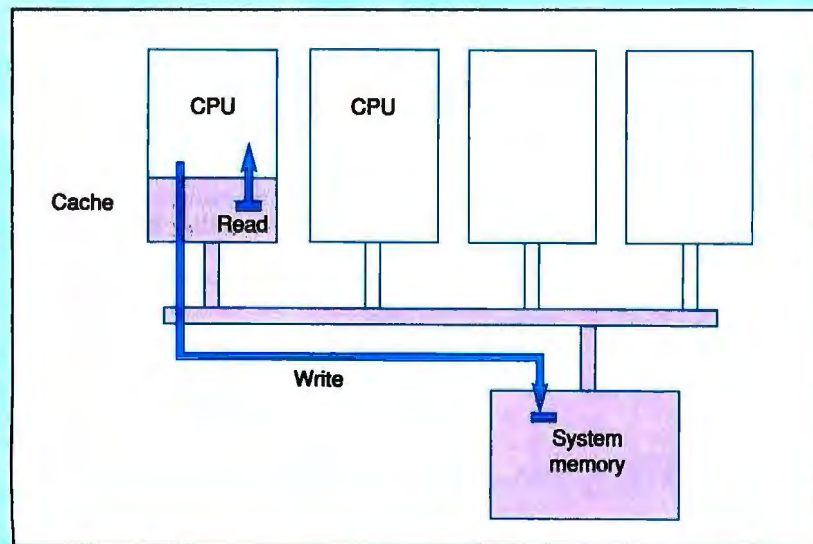 CPU
CPU
Cache
Read
Write
System
memory